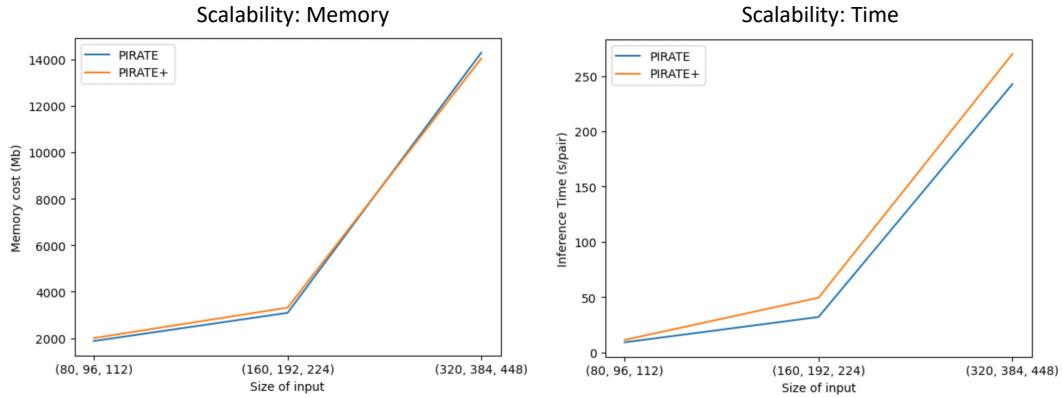 Scalability: Memory
PIRATE
PIRATE+
14000
12000
10000
8000
6000
4000
2000
Memory cost (Mb)
(80, 96, 112)
(160, 192, 224)
(320, 384, 448)
Size of input
Scalability: Time
PIRATE
PIRATE+
250
200
150
100
50
0
Inference Time (s/pair)
(80, 96, 112)
(160, 192, 224)
(320, 384, 448)
Size of input